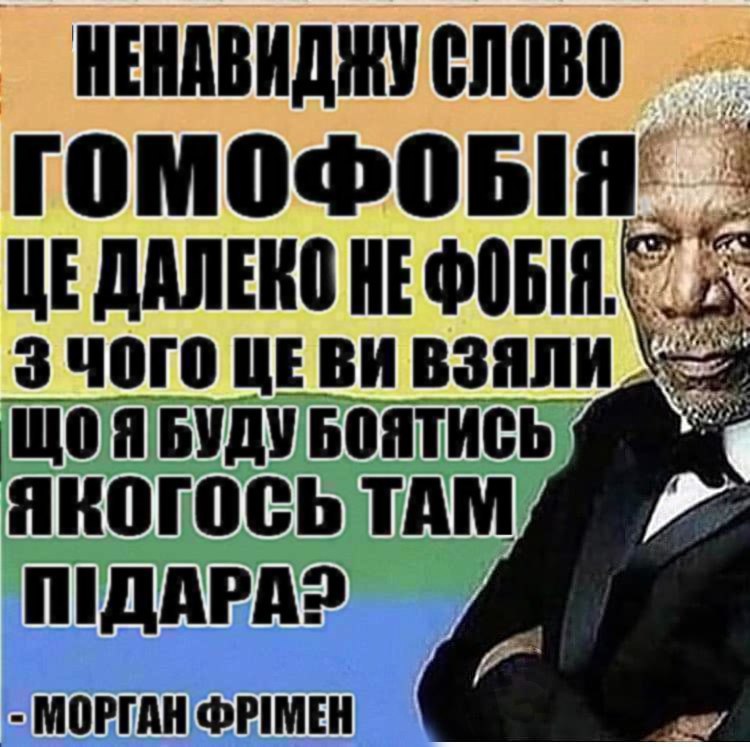 НЕНАВИДЖУ СЛОВО
ГОМОФОБІЯ
ЦЕ ДАЛЕКО НЕ ФОБІЯ.
З ЧОГО ЦЕ ВИ ВЗЯЛИ
ЩО Я БУДУ БОЯТИСЬ
ЯКОГОСЬ ТАМ
ПІДАРА?
- МОРГАН ФРІМЕН